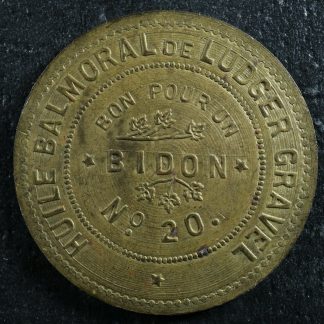 HUILE BALMORAL DE LUDGER GRAVEL
BON POUR UN
BIDON
No. 20.